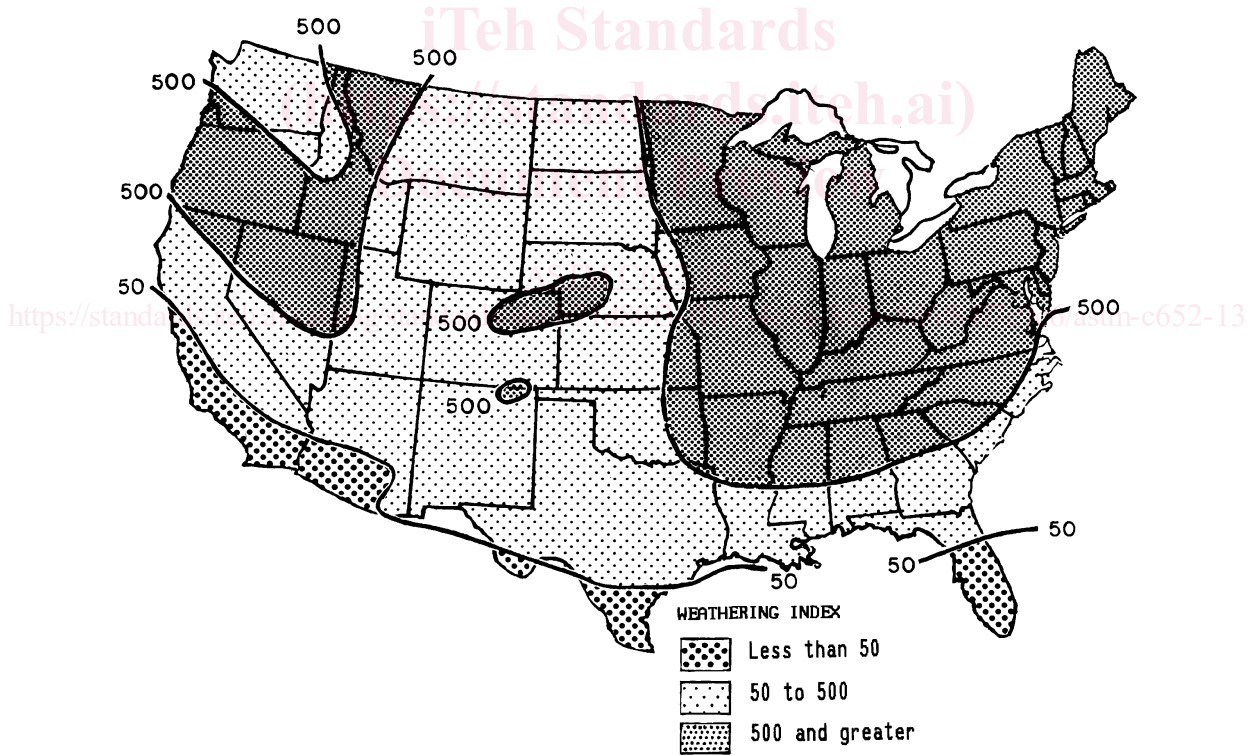 iTeh Standards
500
500
500
(https://standards.iteh.ai)
500
50
500
https://standa
astm-c652-13
500
500
50
50
50
WEATHERING INDEX
Less than 50
50 to 500
500 and greater